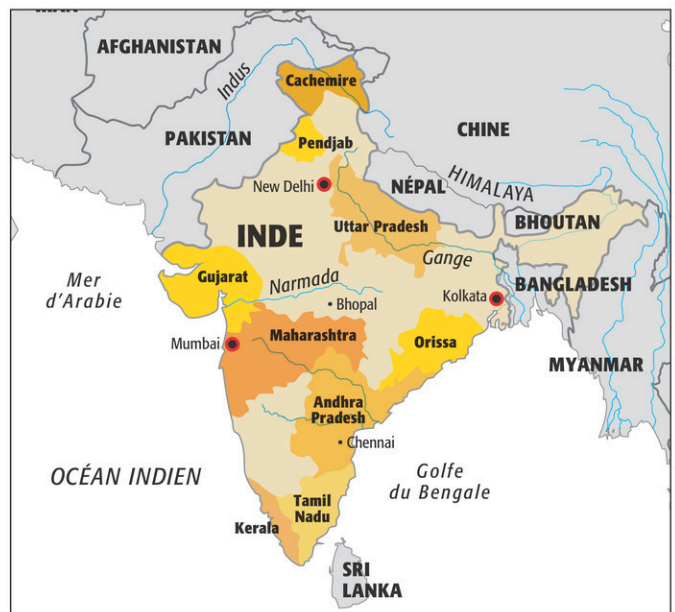 AFGHANISTAN
Indus
Cachemire
PAKISTAN
Pendjab
CHINE
New Delhi
NÉPAL
HIMALAYA
INDE
Uttar Pradesh
BHOUTAN
Gange
Mer
d'Arabie
Gujarat
Narmada
Bhopal
Kolkata
BANGLADESH
Mumbai
Maharashtra
Orissa
MYANMAR
Andhra
Pradesh
Chennai
OCÉAN INDIEN
Golfe
du Bengale
Tamil
Nadu
Kerala
SRI
LANKA